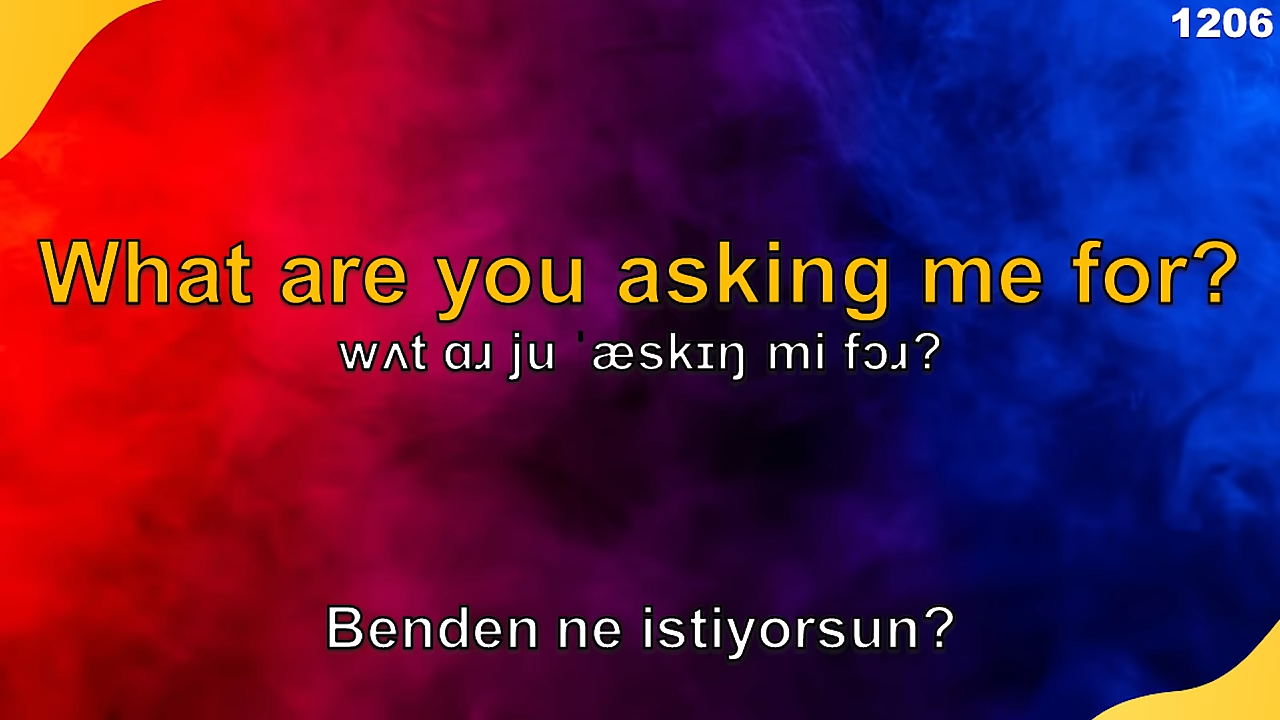 1206
What are you asking me for?
wʌt ɑɹ ju ˈæskɪŋ mi fɔɹ?
Benden ne istiyorsun?